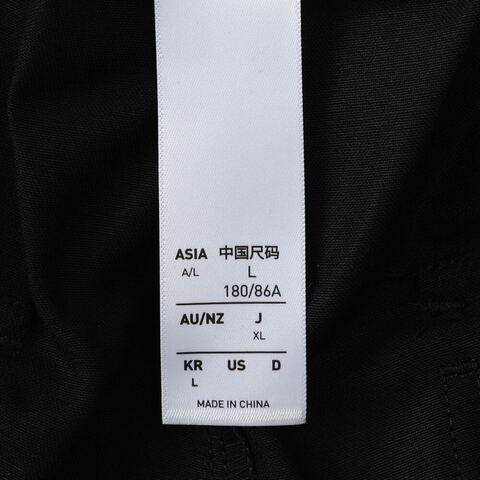 ASIA 中国尺码
A/L L
180/86A
AU/NZ J
XL
KR US D
L
MADE IN CHINA